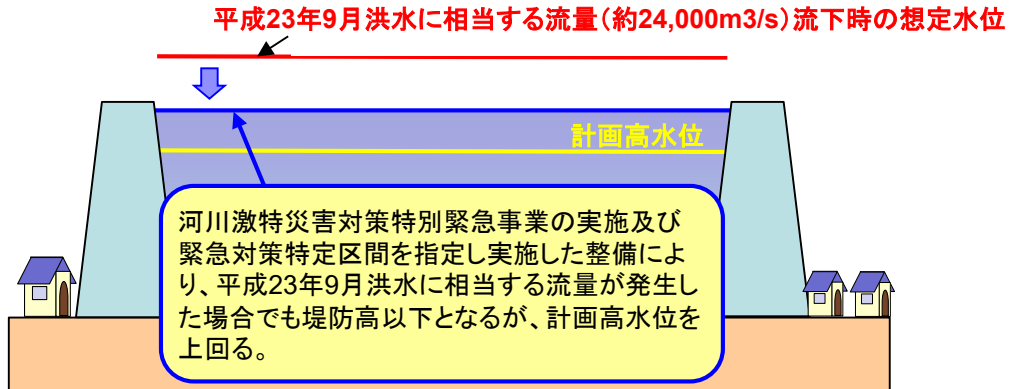 平成23年9月洪水に相当する流量(約24,000m3/s)流下時の想定水位
計画高水位
河川激特災害対策特別緊急事業の実施及び
緊急対策特定区間を指定し実施した整備によ
り、平成23年9月洪水に相当する流量が発生し
た場合でも堤防高以下となるが、計画高水位を
上回る。